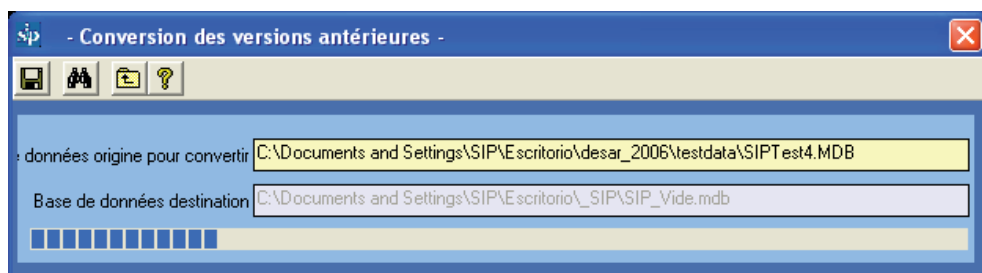 sip - Conversion des versions antérieures -
?
données origine pour convertir C:\Documents and Settings\SIP\Escritorio\desar_2006\testdata\SIPTest4.MDB
Base de données destination C:\Documents and Settings\SIP\Escritorio\_SIP\SIP_Vide.mdb